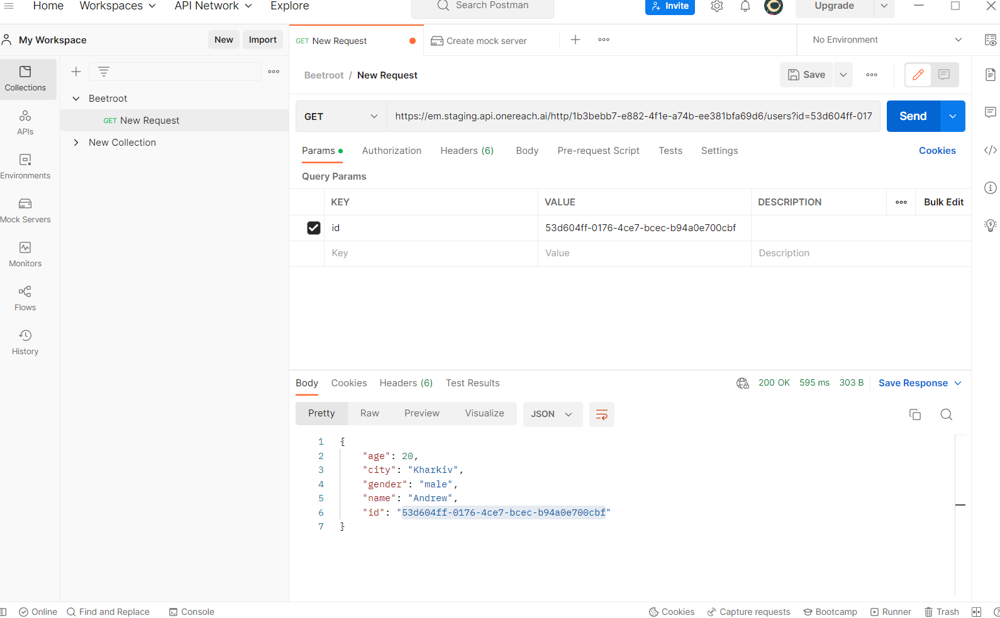 Home Workspaces API Network Explore Search Postman Invite Upgrade
My Workspace New Import GET New Request Create mock server No Environment
Collections
APIs
Environments
Mock Servers
Monitors
Flows
History
Beetroot
GET New Request
New Collection
Beetroot / New Request Save
GET https://em.staging.api.onereach.ai/http/1b3bebb7-e882-4f1e-a74b-ee381bfa69d6/users?id=53d604ff-017 Send
Params Authorization Headers (6) Body Pre-request Script Tests Settings Cookies
Query Params
KEY VALUE DESCRIPTION Bulk Edit
id 53d604ff-0176-4ce7-bcec-b94a0e700cbf
Key Value Description
Body Cookies Headers (6) Test Results 200 OK 595 ms 303 B Save Response
Pretty Raw Preview Visualize JSON
1 {
2 "age": 20,
3 "city": "Kharkiv",
4 "gender": "male",
5 "name": "Andrew",
6 "id": "53d604ff-0176-4ce7-bcec-b94a0e700cbf"
7 }
Online Find and Replace Console Cookies Capture requests Bootcamp Runner Trash